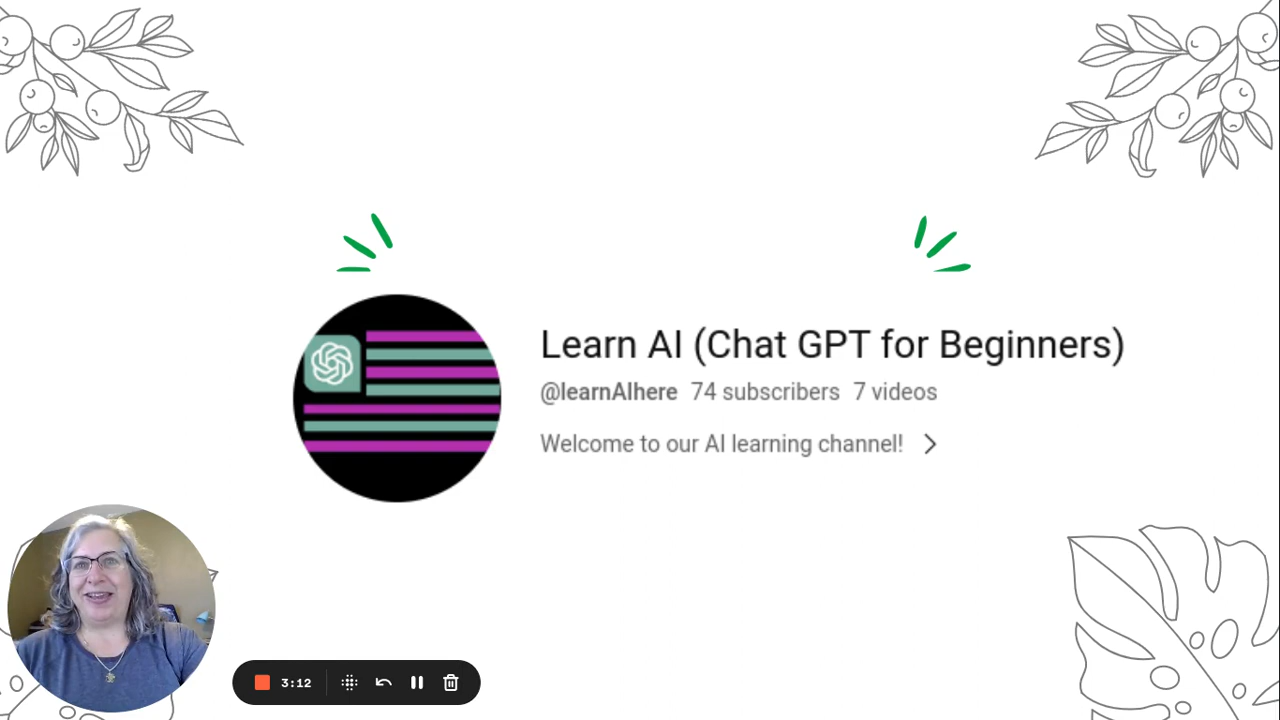 Learn AI (Chat GPT for Beginners)
@learnAIhere 74 subscribers 7 videos
Welcome to our AI learning channel!
3:12